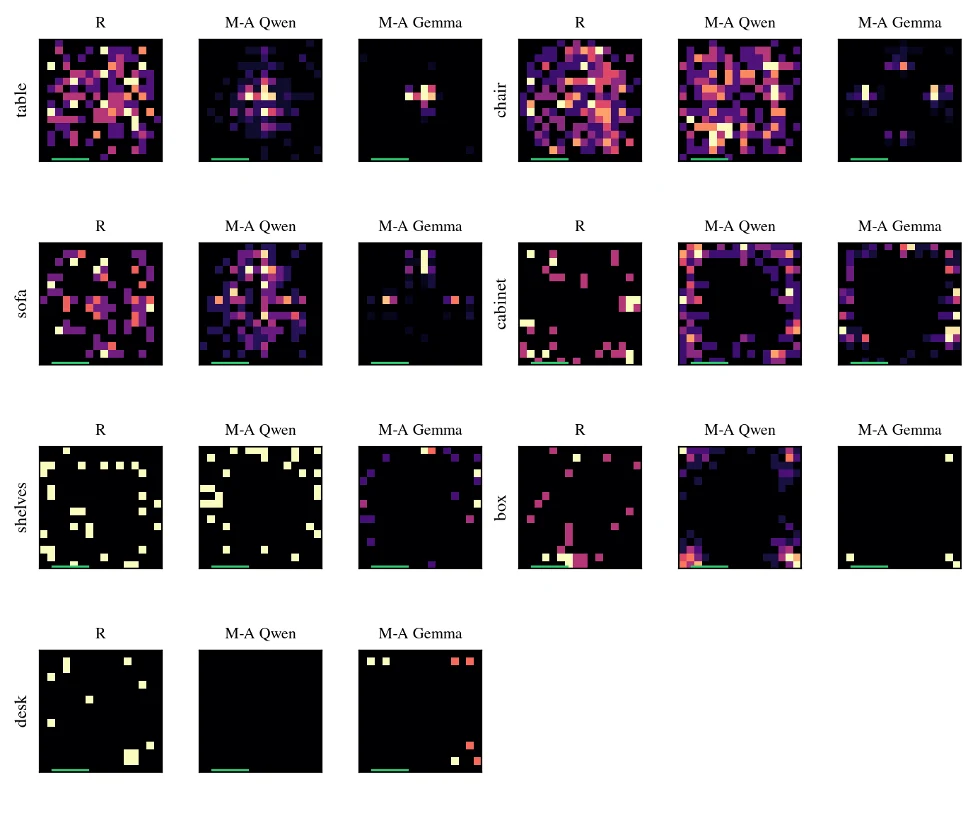 R M-A Qwen M-A Gemma R M-A Qwen M-A Gemma
table chair
R M-A Qwen M-A Gemma R M-A Qwen M-A Gemma
sofa cabinet
R M-A Qwen M-A Gemma R M-A Qwen M-A Gemma
shelves box
R M-A Qwen M-A Gemma
desk